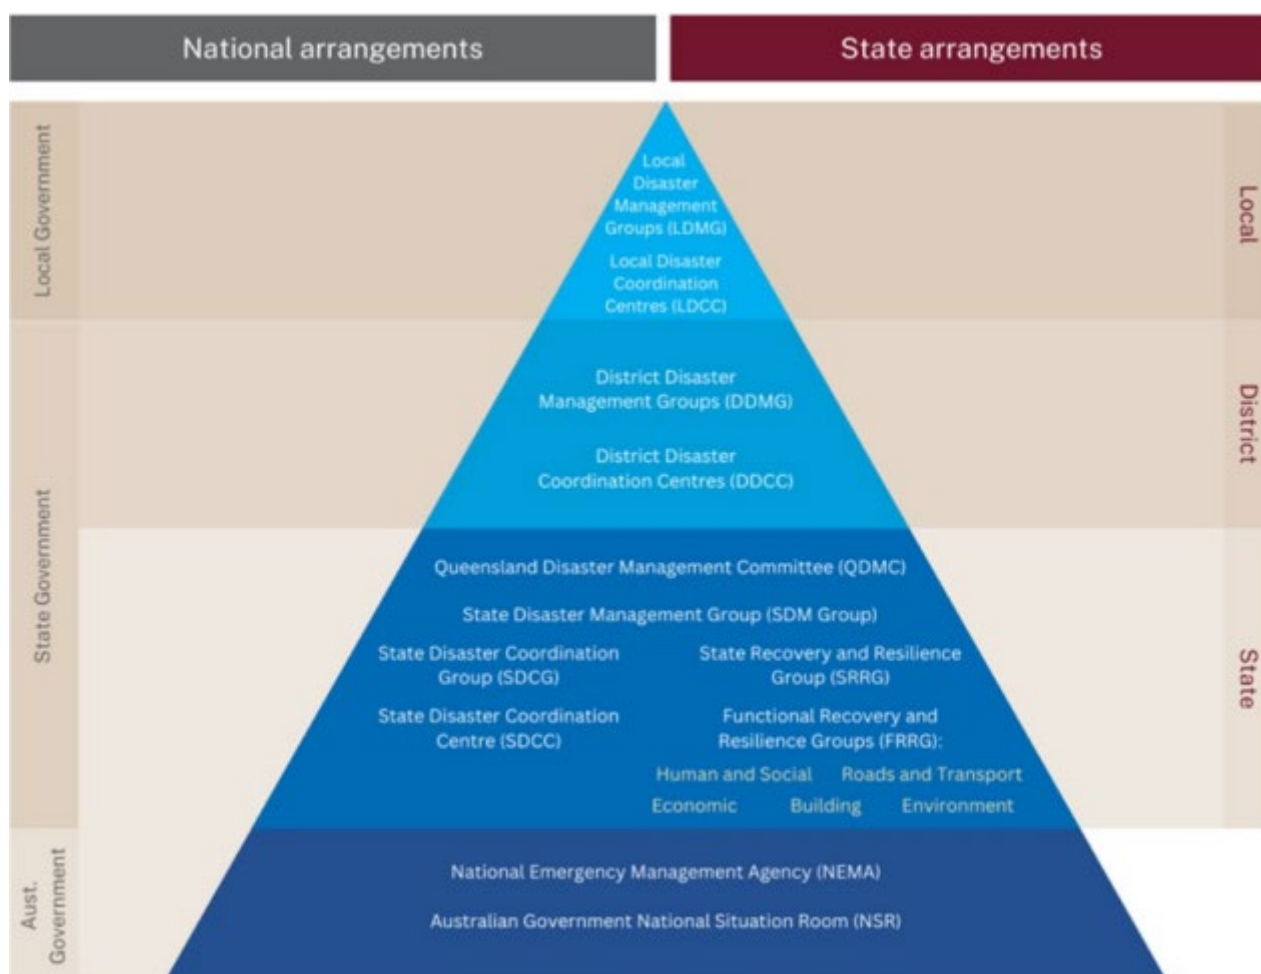 National arrangements
State arrangements
Local Government
Local
Disaster
Management
Groups (LDMG)
Local Disaster
Coordination
Centres (LDCC)
Local
State Government
District Disaster
Management Groups (DDMG)
District Disaster
Coordination Centres (DDCC)
District
Queensland Disaster Management Committee (QDMC)
State Disaster Management Group (SDM Group)
State Disaster Coordination
Group (SDCG)
State Recovery and Resilience
Group (SRRG)
State Disaster Coordination
Centre (SDCC)
Functional Recovery and
Resilience Groups (FRRG):
Human and Social
Roads and Transport
Economic
Building
Environment
State
Aust.
Government
National Emergency Management Agency (NEMA)
Australian Government National Situation Room (NSR)